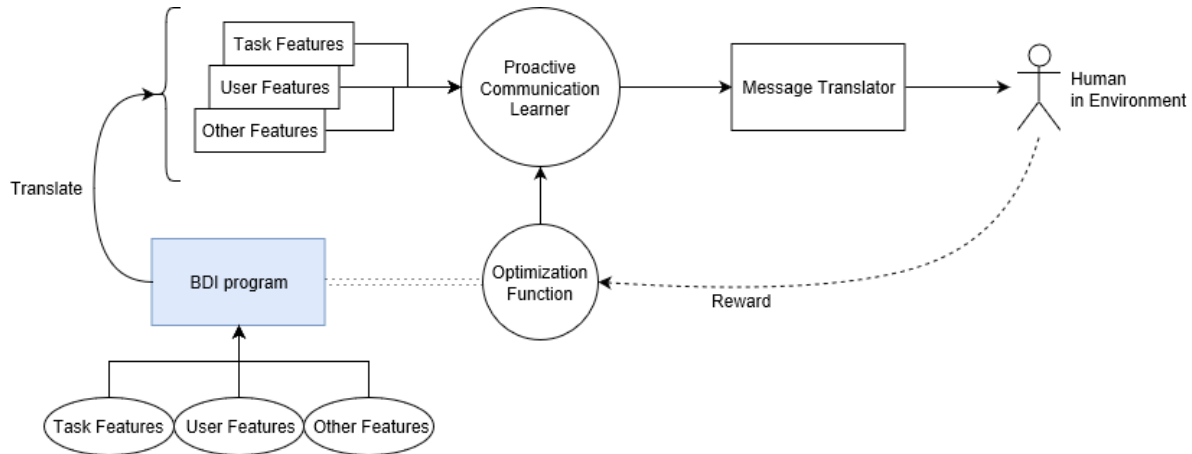 Task Features
User Features
Other Features
Proactive
Communication
Learner
Message Translator
Human
in Environment
Translate
BDI program
Optimization
Function
Reward
Task Features
User Features
Other Features